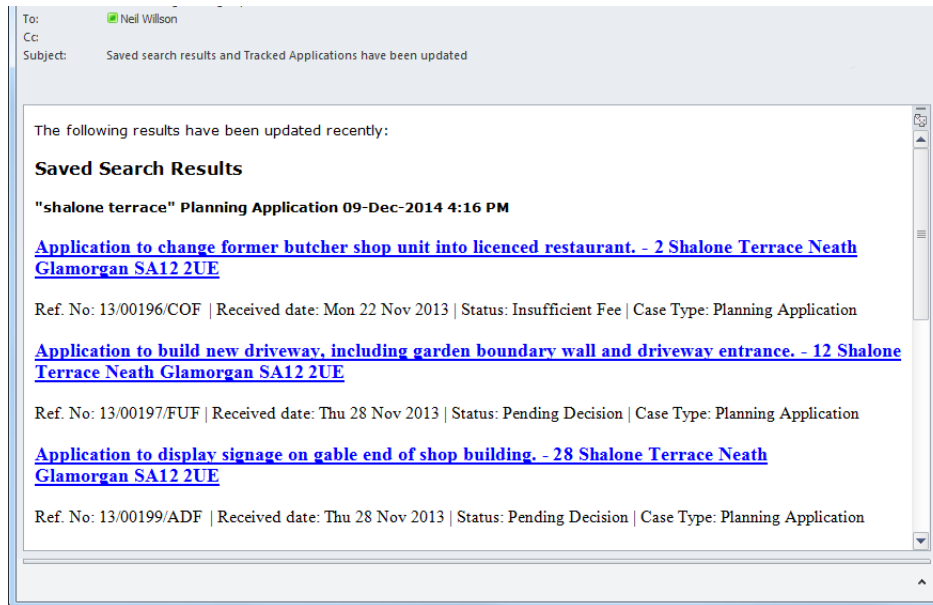 To: Neil Willson
Cc:
Subject: Saved search results and Tracked Applications have been updated
The following results have been updated recently:
Saved Search Results
"shalone terrace" Planning Application 09-Dec-2014 4:16 PM
Application to change former butcher shop unit into licenced restaurant. - 2 Shalone Terrace Neath
Glamorgan SA12 2UE
Ref. No: 13/00196/COF | Received date: Mon 22 Nov 2013 | Status: Insufficient Fee | Case Type: Planning Application
Application to build new driveway, including garden boundary wall and driveway entrance. - 12 Shalone
Terrace Neath Glamorgan SA12 2UE
Ref. No: 13/00197/FUF | Received date: Thu 28 Nov 2013 | Status: Pending Decision | Case Type: Planning Application
Application to display signage on gable end of shop building. - 28 Shalone Terrace Neath
Glamorgan SA12 2UE
Ref. No: 13/00199/ADF | Received date: Thu 28 Nov 2013 | Status: Pending Decision | Case Type: Planning Application